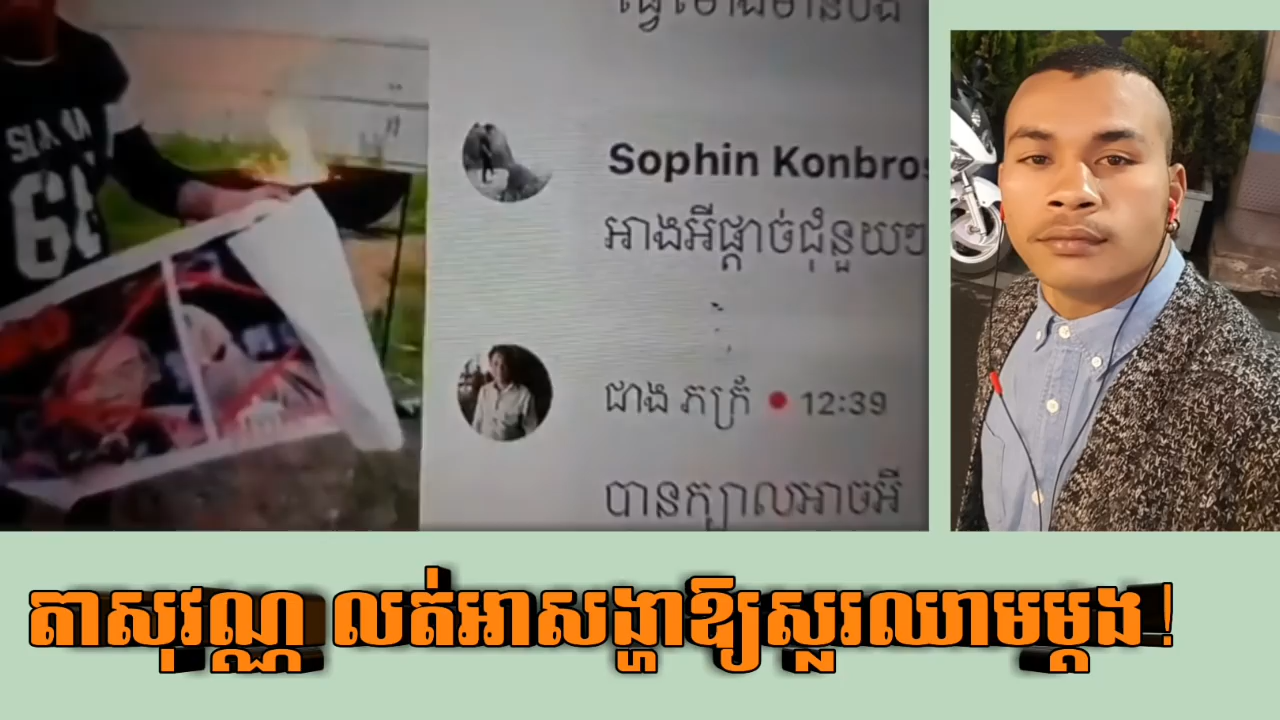 Sophin Konbros
អាងអីផ្តាច់ជុំនួយៗ
ជាង ភក្រ័ 12:39
បានក្បាលអាចអី
តាសុវណ្ណ លត់អាសង្ហាឱ្យស្លរឈាមម្តង !